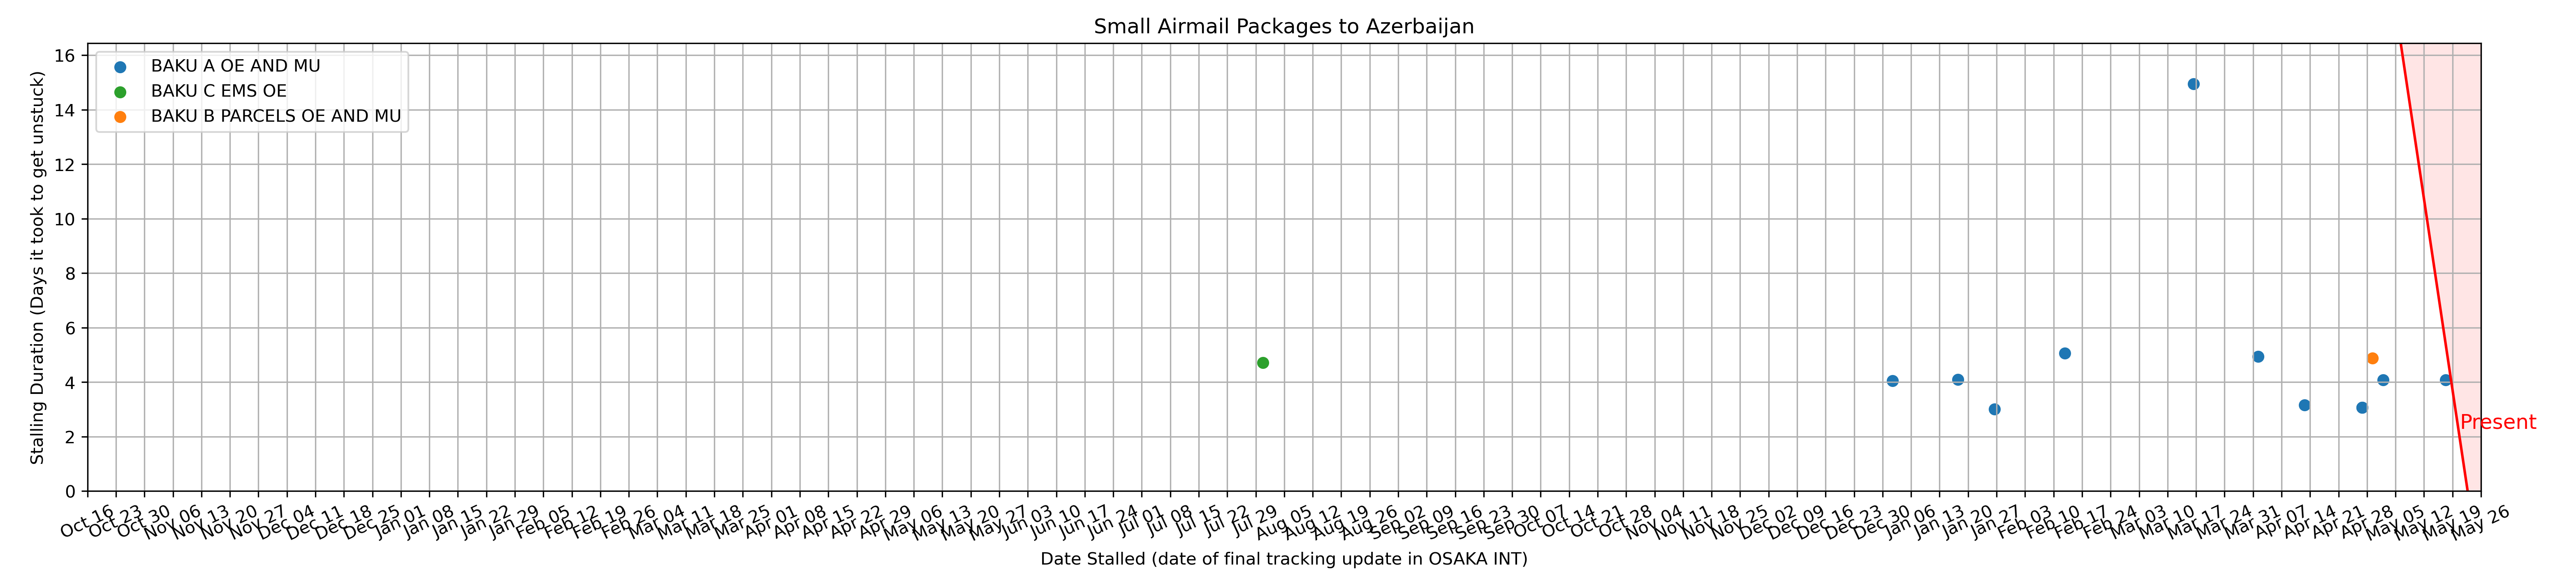 Small Airmail Packages to Azerbaijan
BAKU A OE AND MU
BAKU C EMS OE
BAKU B PARCELS OE AND MU
Stalling Duration (Days it took to get unstuck)
16
14
12
10
8
6
4
2
0
Present
Oct 16 Oct 23 Oct 30 Nov 06 Nov 13 Nov 20 Nov 27 Dec 04 Dec 11 Dec 18 Dec 25 Jan 01 Jan 08 Jan 15 Jan 22 Jan 29 Feb 05 Feb 12 Feb 19 Feb 26 Mar 04 Mar 11 Mar 18 Mar 25 Apr 01 Apr 08 Apr 15 Apr 22 Apr 29 May 06 May 13 May 20 May 27 Jun 03 Jun 10 Jun 17 Jun 24 Jul 01 Jul 08 Jul 15 Jul 22 Jul 29 Aug 05 Aug 12 Aug 19 Aug 26 Sep 02 Sep 09 Sep 16 Sep 23 Sep 30 Oct 07 Oct 14 Oct 21 Oct 28 Nov 04 Nov 11 Nov 18 Nov 25 Dec 02 Dec 09 Dec 16 Dec 23 Dec 30 Jan 06 Jan 13 Jan 20 Jan 27 Feb 03 Feb 10 Feb 17 Feb 24 Mar 03 Mar 10 Mar 17 Mar 24 Mar 31 Apr 07 Apr 14 Apr 21 Apr 28 May 05 May 12 May 19 May 26
Date Stalled (date of final tracking update in OSAKA INT)